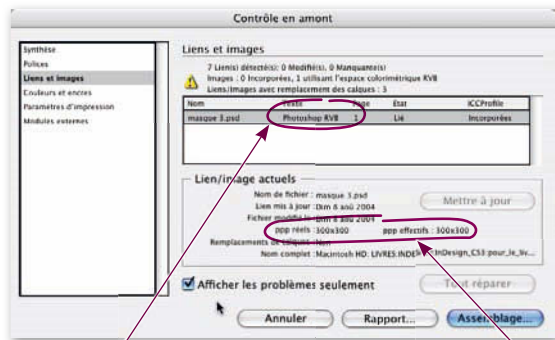 Contrôle en amont
Synthèse
Polices
Liens et images
Couleurs et encres
Paramètres d'impression
Modules externes
Liens et images
7 Lien(s) détecté(s); 0 Modifié(s), 0 Manquante(s)
Images : 0 Incorporées, 1 utilisant l'espace colorimétrique RVB
Liens/Images avec remplacement des calques : 3
Nom Page État ICCProfile
masque 3.psd Photoshop RVB 1 Lié Incorporées
Lien/image actuels
Nom de fichier : masque 3.psd
Mettre à jour
Lien mis à jour : Dim 8 aoû 2004
Fichier modifié le : Dim 8 aoû 2004
ppp réels : 300x300 ppp effectifs : 300x300
Remplacements de calques : Non
Nom complet : Macintosh HD: LIVRES:INDE
Afficher les problèmes seulement
Tout réparer
Annuler
Rapport...
Assemblage...